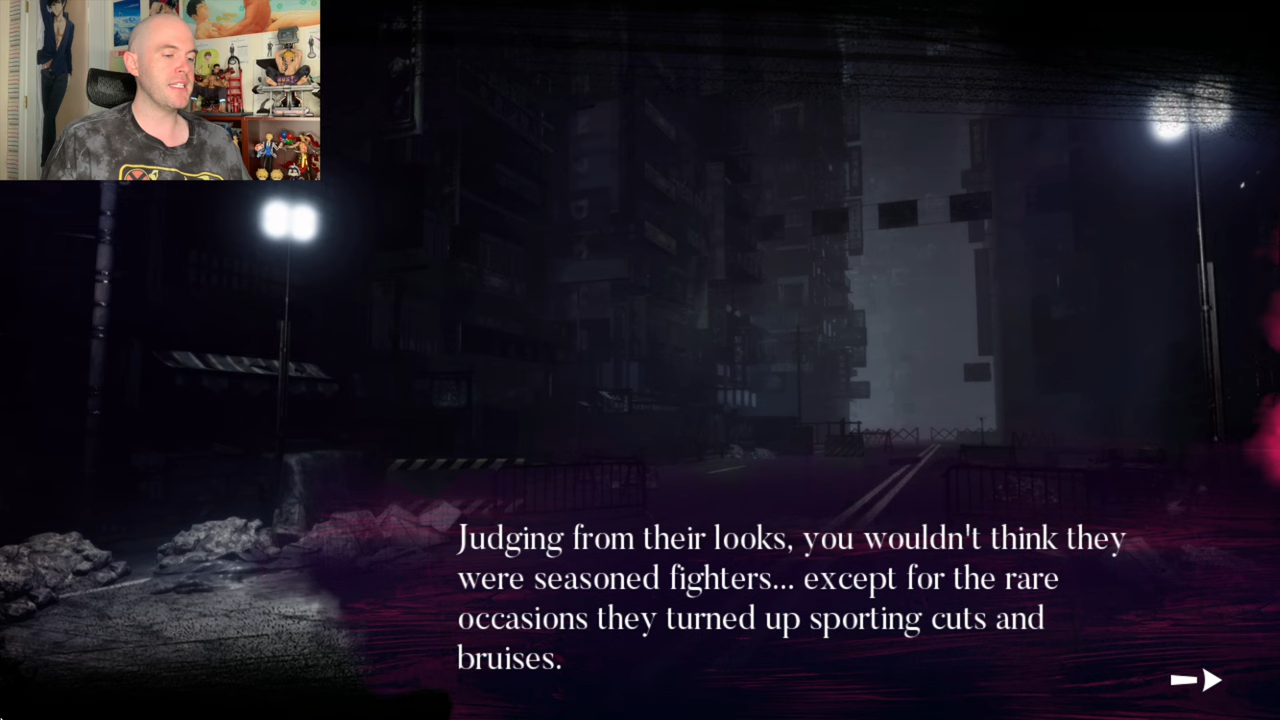 Judging from their looks, you wouldn't think they
were seasoned fighters... except for the rare
occasions they turned up sporting cuts and
bruises.